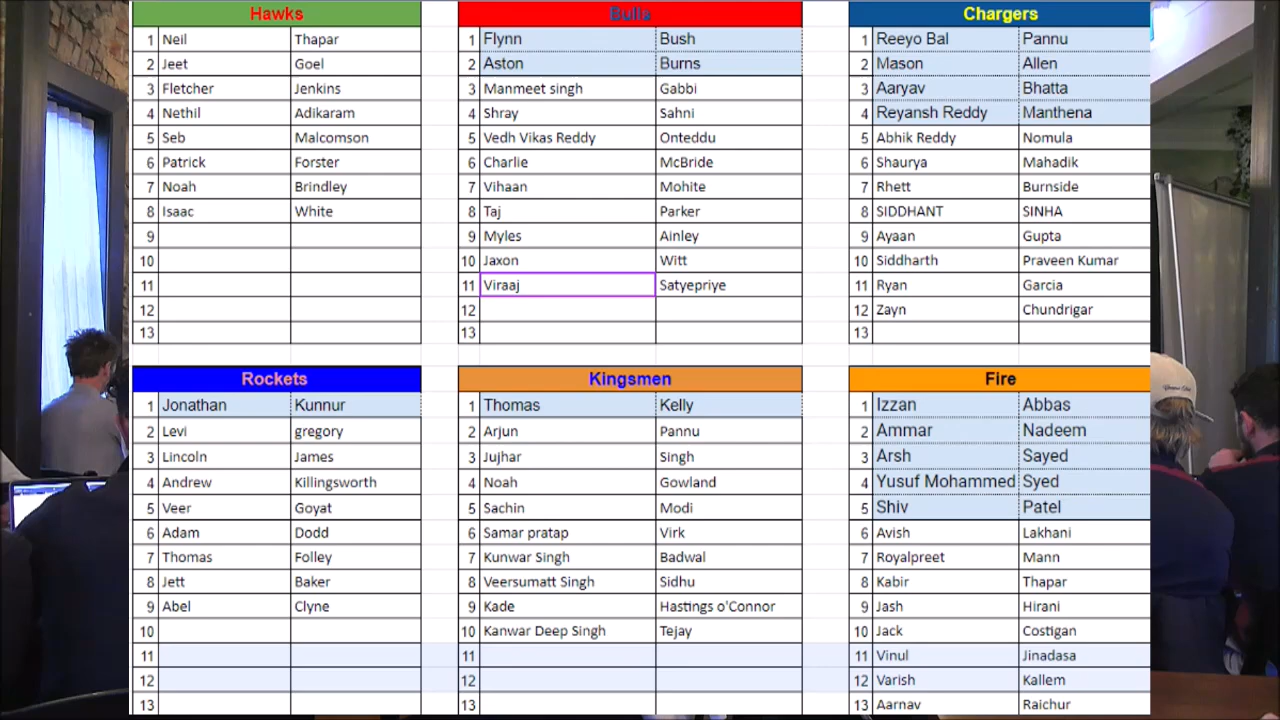 Hawks
1 Neil Thapar
2 Jeet Goel
3 Fletcher Jenkins
4 Nethil Adikaram
5 Seb Malcomson
6 Patrick Forster
7 Noah Brindley
8 Isaac White
9
10
11
12
13
Bulls
1 Flynn Bush
2 Aston Burns
3 Manmeet singh Gabbi
4 Shray Sahni
5 Vedh Vikas Reddy Onteddu
6 Charlie McBride
7 Vihaan Mohite
8 Taj Parker
9 Myles Ainley
10 Jaxon Witt
11 Viraaj Satyepriye
12
13
Chargers
1 Reeyo Bal Pannu
2 Mason Allen
3 Aaryav Bhatta
4 Reyansh Reddy Manthena
5 Abhik Reddy Nomula
6 Shaurya Mahadik
7 Rhett Burnside
8 SIDDHANT SINHA
9 Ayaan Gupta
10 Siddharth Praveen Kumar
11 Ryan Garcia
12 Zayn Chundrigar
13
Rockets
1 Jonathan Kunnur
2 Levi gregory
3 Lincoln James
4 Andrew Killingsworth
5 Veer Goyat
6 Adam Dodd
7 Thomas Folley
8 Jett Baker
9 Abel Clyne
10
11
12
13
Kingsmen
1 Thomas Kelly
2 Arjun Pannu
3 Jujhar Singh
4 Noah Gowland
5 Sachin Modi
6 Samar pratap Virk
7 Kunwar Singh Badwal
8 Veersumatt Singh Sidhu
9 Kade Hastings o'Connor
10 Kanwar Deep Singh Tejay
11
12
13
Fire
1 Izzan Abbas
2 Ammar Nadeem
3 Arsh Sayed
4 Yusuf Mohammed Syed
5 Shiv Patel
6 Avish Lakhani
7 Royalpreet Mann
8 Kabir Thapar
9 Jash Hirani
10 Jack Costigan
11 Vinul Jinadasa
12 Varish Kallem
13 Aarnav Raichur